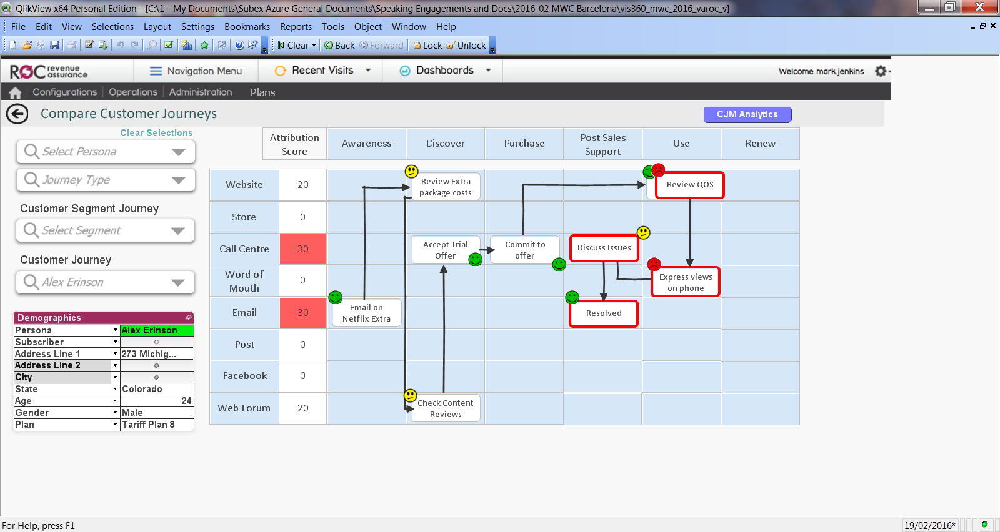 QlikView x64 Personal Edition - [C:\1 - My Documents\Subex Azure General Documents\Speaking Engagements and Docs\2016-02 MWC Barcelona\vis360_mwc_2016_varoc_v]
File Edit View Selections Layout Settings Bookmarks Reports Tools Object Window Help
Clear Back Forward Lock Unlock
ROC revenue assurance
Navigation Menu
Recent Visits
Dashboards
Welcome mark.jenkins
Configurations Operations Administration Plans
Compare Customer Journeys
CJM Analytics
Clear Selections
Select Persona
Journey Type
Customer Segment Journey
Select Segment
Customer Journey
Alex Erinson
Demographics
Persona Alex Erinson
Subscriber
Address Line 1 273 Michig...
Address Line 2
City
State Colorado
Age 24
Gender Male
Plan Tariff Plan 8
Attribution Score
Awareness
Discover
Purchase
Post Sales Support
Use
Renew
Website 20
Review Extra
package costs
Review QOS
Store 0
Call Centre 30
Accept Trial
Offer
Commit to
offer
Discuss Issues
Word of
Mouth
0
Express views
on phone
Email 30
Email on
Netflix Extra
Resolved
Post 0
Facebook 0
Web Forum 20
Check Content
Reviews
For Help, press F1
19/02/2016*